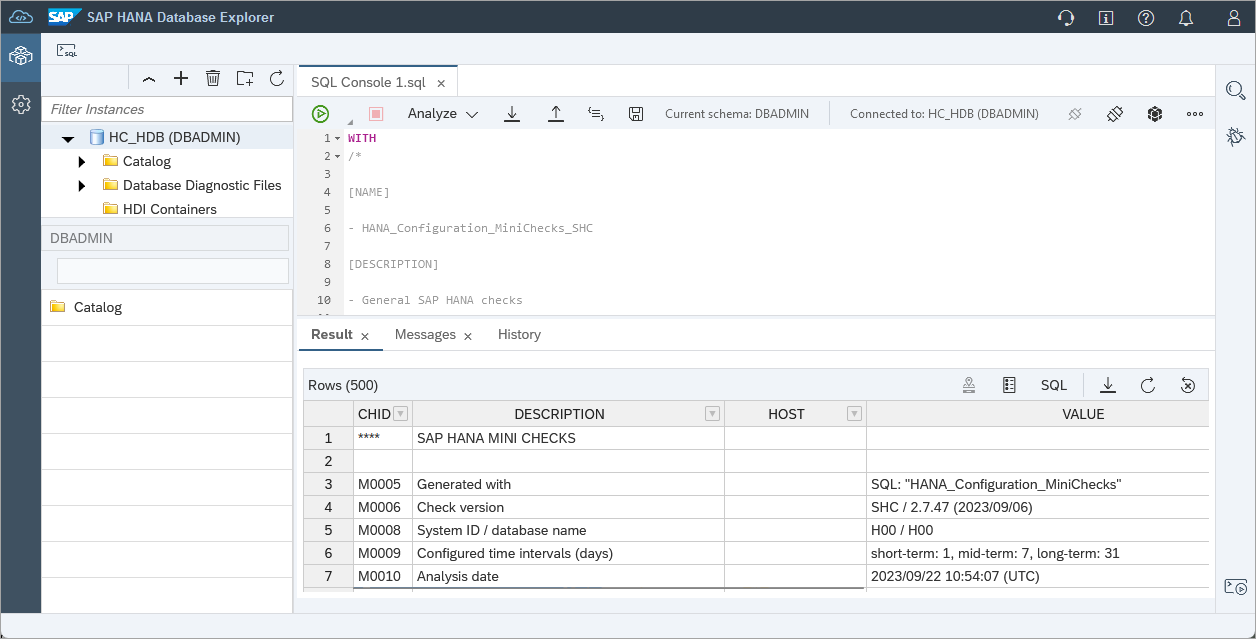 SAP SAP HANA Database Explorer
SQL
Filter Instances
HC_HDB (DBADMIN)
Catalog
Database Diagnostic Files
HDI Containers
DBADMIN
Catalog
SQL Console 1.sql
Analyze Current schema: DBADMIN Connected to: HC_HDB (DBADMIN)
1 WITH
2 /*
3
4 [NAME]
5
6 - HANA_Configuration_MiniChecks_SHC
7
8 [DESCRIPTION]
9
10 - General SAP HANA checks
Result Messages History
Rows (500) SQL
CHID DESCRIPTION HOST VALUE
1 **** SAP HANA MINI CHECKS
2
3 M0005 Generated with SQL: "HANA_Configuration_MiniChecks"
4 M0006 Check version SHC / 2.7.47 (2023/09/06)
5 M0008 System ID / database name H00 / H00
6 M0009 Configured time intervals (days) short-term: 1, mid-term: 7, long-term: 31
7 M0010 Analysis date 2023/09/22 10:54:07 (UTC)